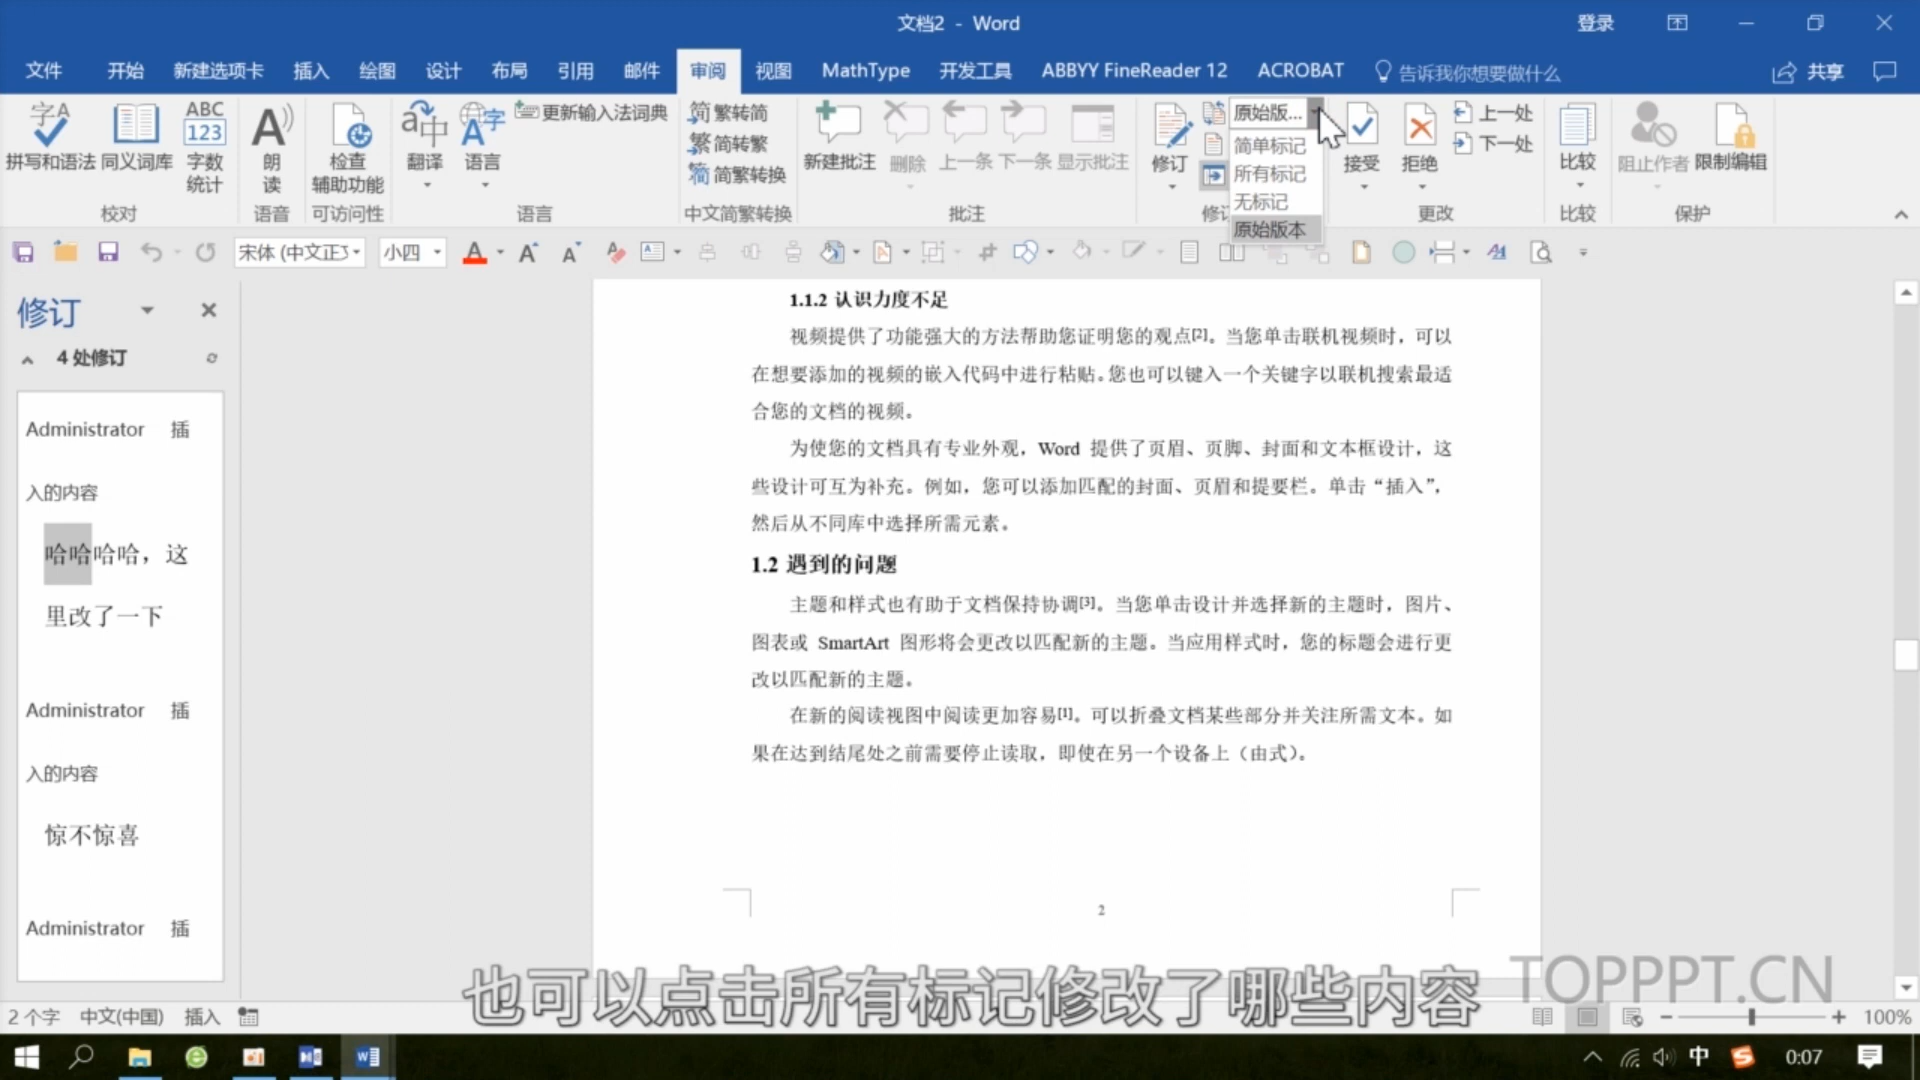 文档2 - Word
登录
文件 开始 新建选项卡 插入 绘图 设计 布局 引用 邮件 审阅 视图 MathType 开发工具 ABBYY FineReader 12 ACROBAT 告诉我你想要做什么 共享
拼写和语法 同义词库
ABC
123
字数
统计
校对
朗
读
语音
检查
辅助功能
可访问性
翻译
语言
更新输入法词典
语言
繁转简
简转繁
简繁转换
中文简繁转换
新建批注 删除 上一条 下一条 显示批注
批注
修订
原始版...
简单标记
所有标记
无标记
原始版本
接受 拒绝
上一处
下一处
更改
比较
比较
阻止作者 限制编辑
保护
宋体 (中文正文 小四
修订
4 处修订
Administrator 插
入的内容
哈哈哈哈，这
里改了一下
Administrator 插
入的内容
惊不惊喜
Administrator 插
1.1.2 认识力度不足
视频提供了功能强大的方法帮助您证明您的观点[2]。当您单击联机视频时，可以
在想要添加的视频的嵌入代码中进行粘贴。您也可以键入一个关键字以联机搜索最适
合您的文档的视频。
为使您的文档具有专业外观，Word 提供了页眉、页脚、封面和文本框设计，这
些设计可互为补充。例如，您可以添加匹配的封面、页眉和提要栏。单击“插入”，
然后从不同库中选择所需元素。
1.2 遇到的问题
主题和样式也有助于文档保持协调[3]。当您单击设计并选择新的主题时，图片、
图表或 SmartArt 图形将会更改以匹配新的主题。当应用样式时，您的标题会进行更
改以匹配新的主题。
在新的阅读视图中阅读更加容易[1]。可以折叠文档某些部分并关注所需文本。如
果在达到结尾处之前需要停止读取，即使在另一个设备上（由式）。
2
也可以点击所有标记修改了哪些内容
TOPPPT.CN
2 个字 中文(中国) 插入
100%
中
0:07